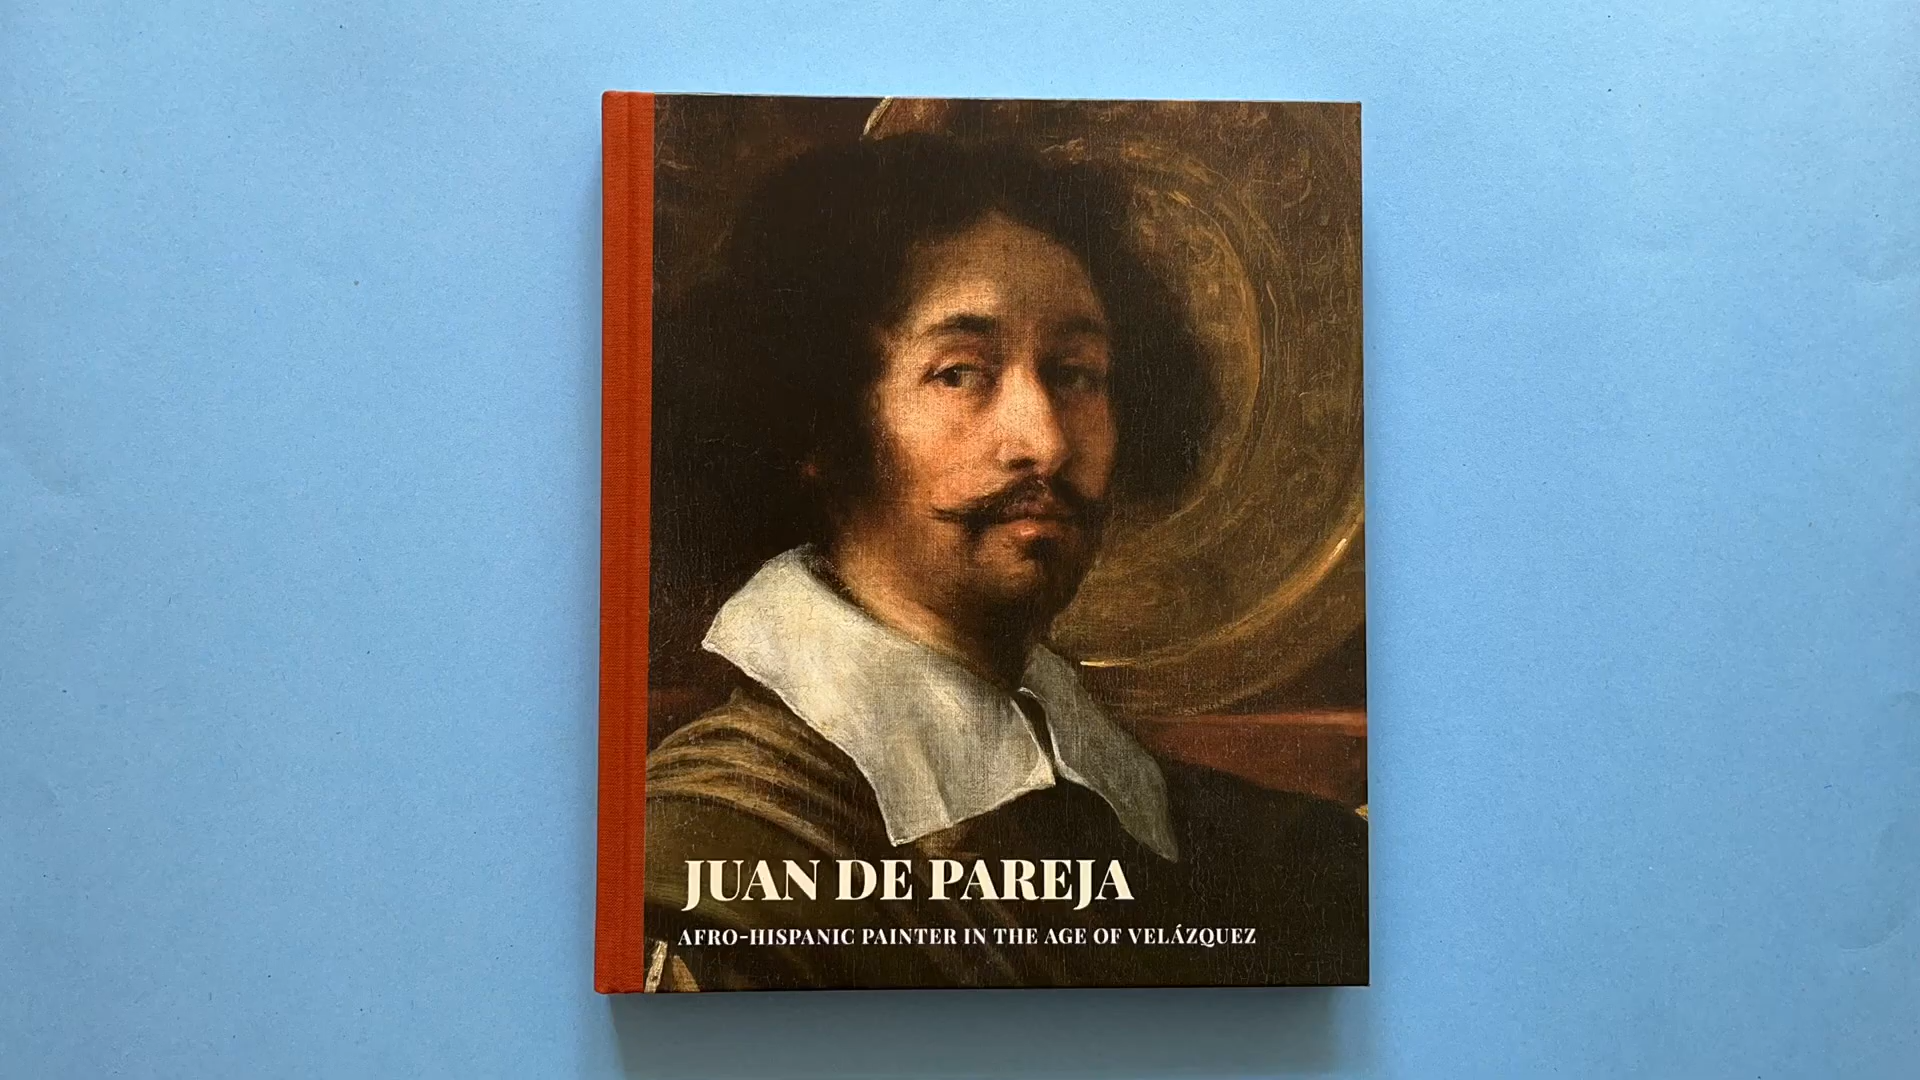 JUAN DE PAREJA
AFRO-HISPANIC PAINTER IN THE AGE OF VELÁZQUEZ